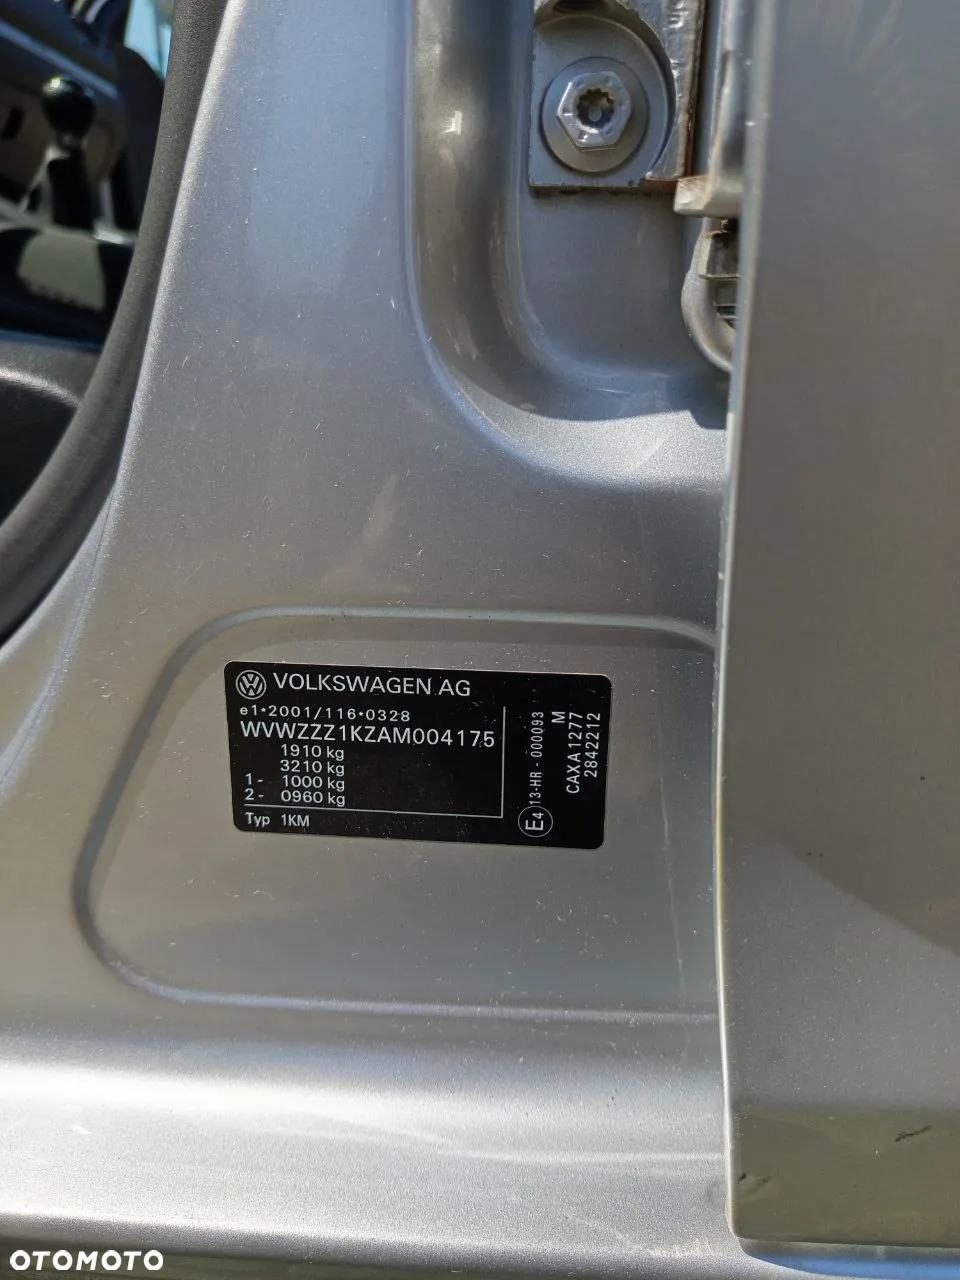 VOLKSWAGEN AG
e1*2001/116*0328
WVWZZZ1KZAM004175
1910 kg
3210 kg
1 - 1000 kg
2 - 0960 kg
Typ 1KM
E4 13-HR - 000093
M
CAXA1277
2842212
OTOMOTO